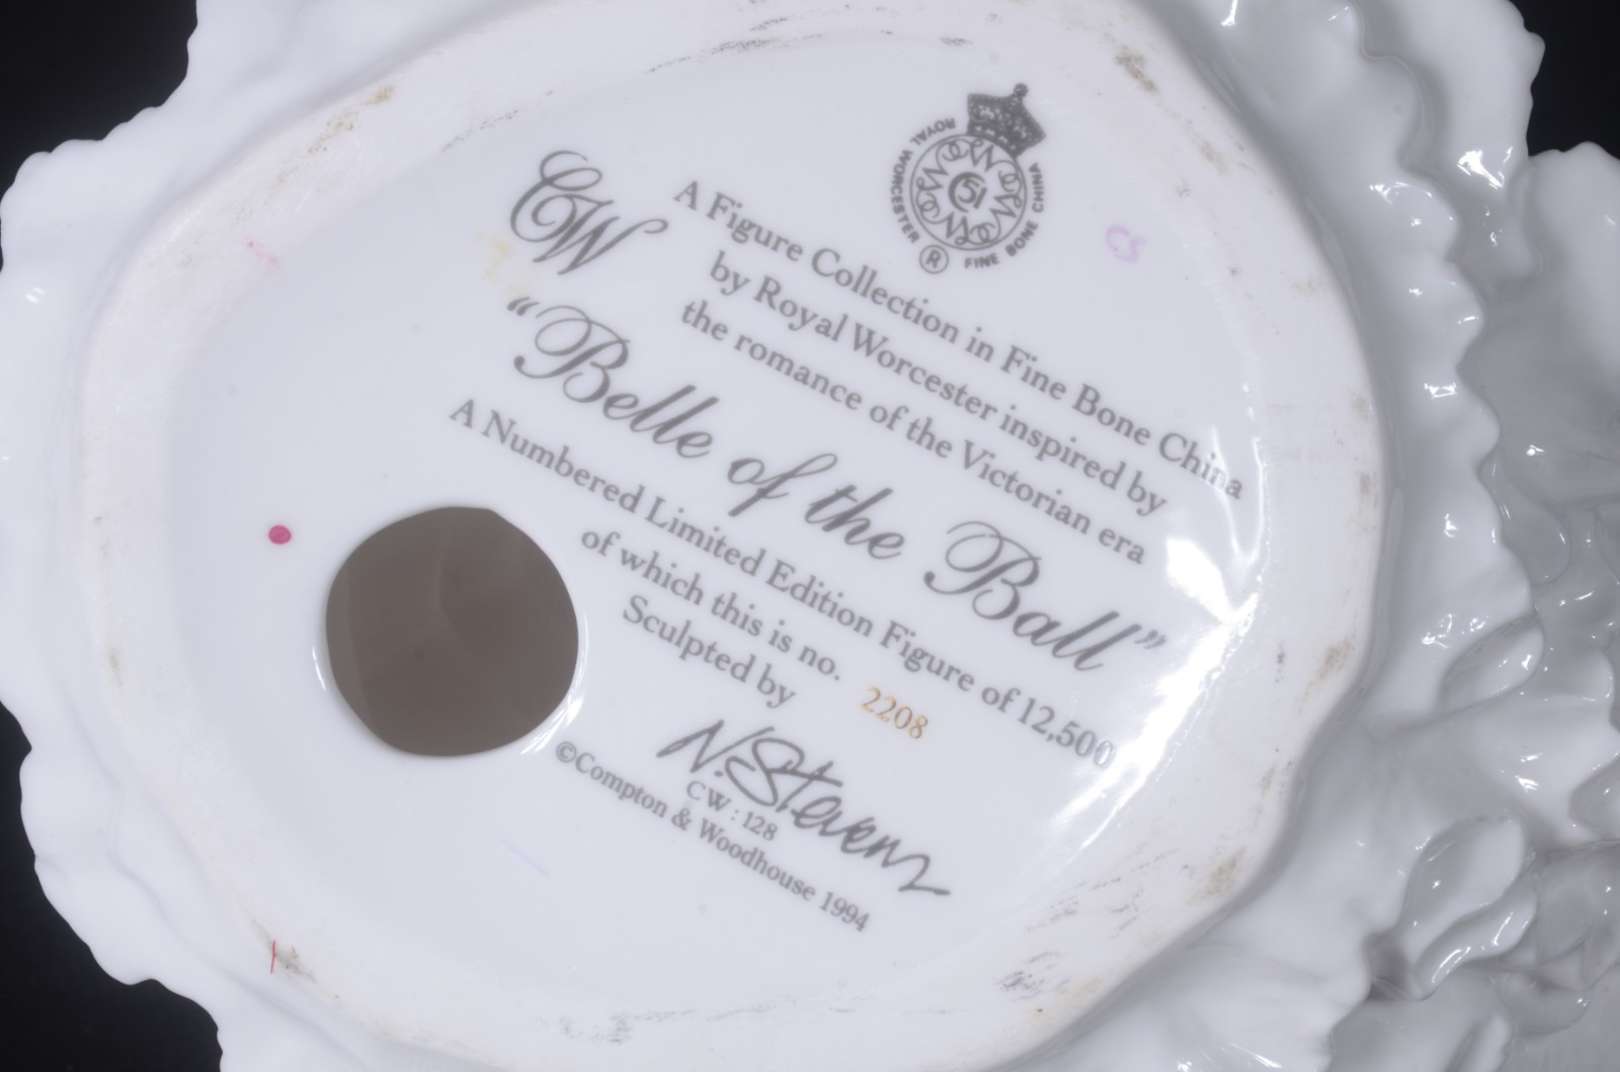 ROYAL WORCESTER
51
® FINE BONE CHINA
CW
A Figure Collection in Fine Bone China
by Royal Worcester inspired by
the romance of the Victorian era
“Belle of the Ball”
A Numbered Limited Edition Figure of 12,500
of which this is no. 2208
Sculpted by
N. Stevens
CW : 128
©Compton & Woodhouse 1994